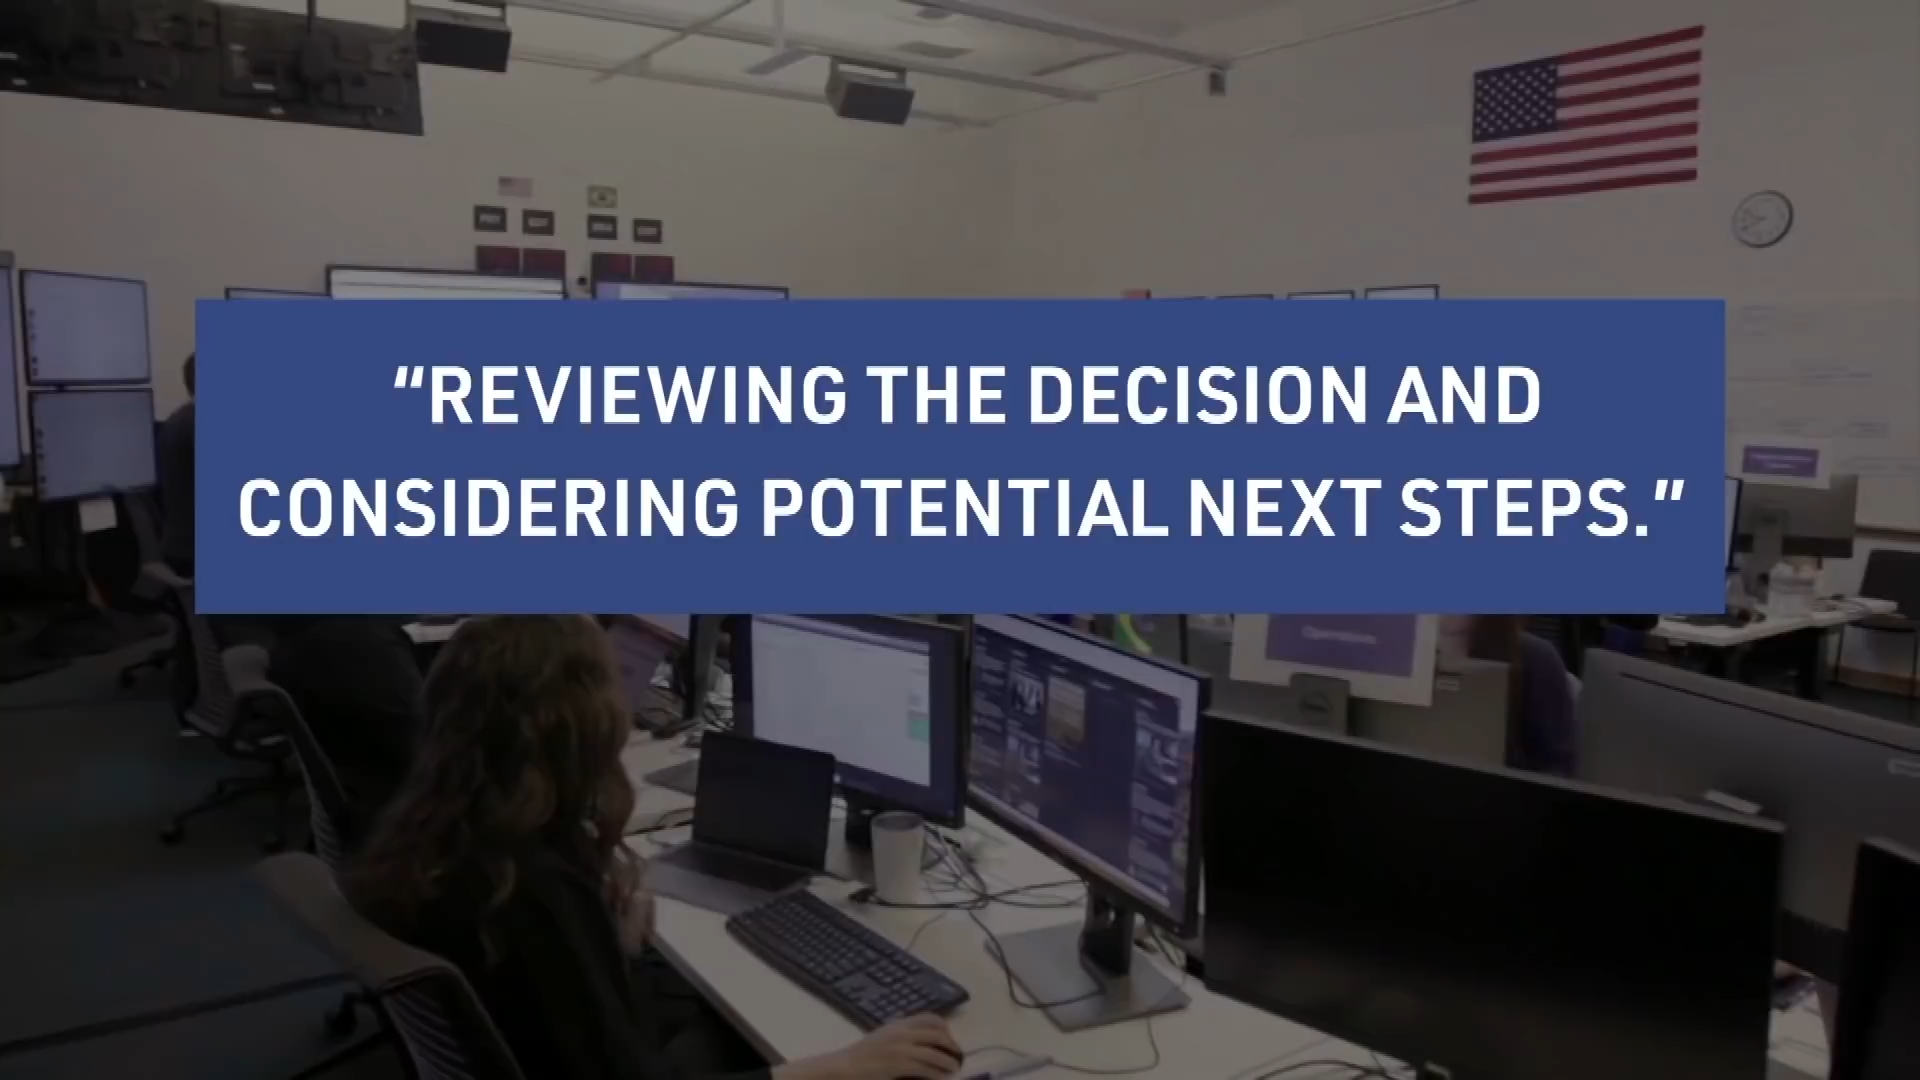 “REVIEWING THE DECISION AND
CONSIDERING POTENTIAL NEXT STEPS.”